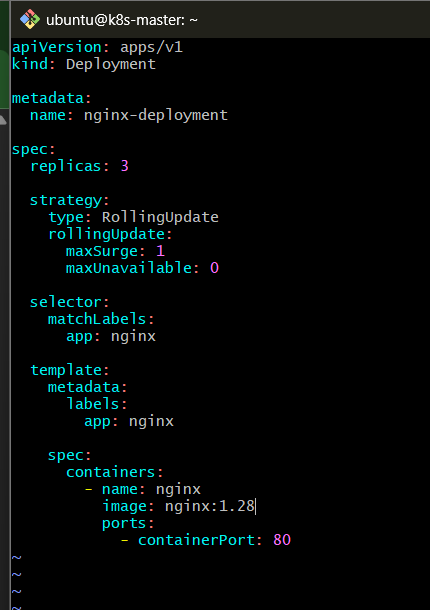 ubuntu@k8s-master: ~
apiVersion: apps/v1
kind: Deployment

metadata:
  name: nginx-deployment

spec:
  replicas: 3

  strategy:
    type: RollingUpdate
    rollingUpdate:
      maxSurge: 1
      maxUnavailable: 0

  selector:
    matchLabels:
      app: nginx

  template:
    metadata:
      labels:
        app: nginx

    spec:
      containers:
        - name: nginx
          image: nginx:1.28
          ports:
            - containerPort: 80
~
~
~
~